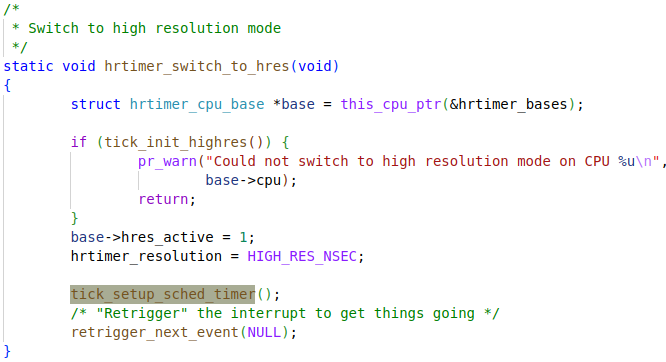 /*
 * Switch to high resolution mode
 */
static void hrtimer_switch_to_hres(void)
{
        struct hrtimer_cpu_base *base = this_cpu_ptr(&hrtimer_bases);

        if (tick_init_highres()) {
                pr_warn("Could not switch to high resolution mode on CPU %u\n",
                        base->cpu);
                return;
        }
        base->hres_active = 1;
        hrtimer_resolution = HIGH_RES_NSEC;

        tick_setup_sched_timer();
        /* "Retrigger" the interrupt to get things going */
        retrigger_next_event(NULL);
}